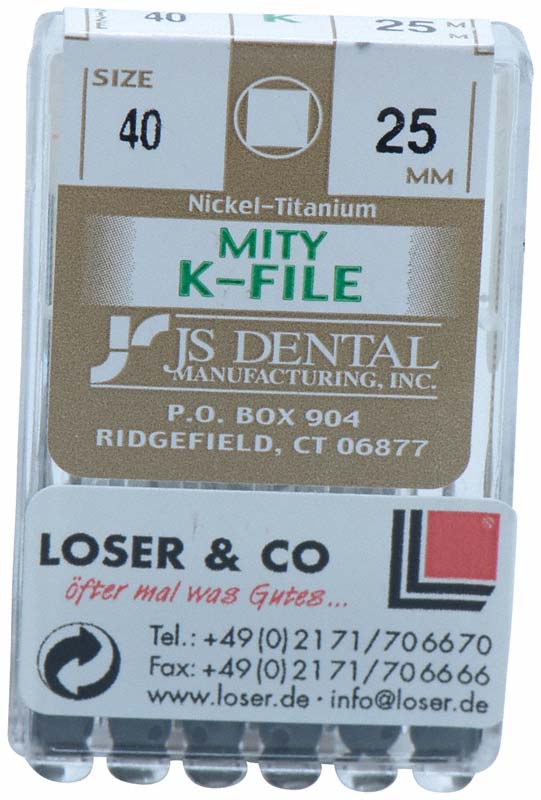 40 25 MM
SIZE
40
25
MM
Nickel-Titanium
MITY
K-FILE
JS DENTAL
MANUFACTURING, INC.
P.O. BOX 904
RIDGEFIELD, CT 06877
LOSER & CO
öfter mal was Gutes...
®
Tel.: +49(0)2171/706670
Fax: +49(0)2171/706666
www.loser.de · info@loser.de